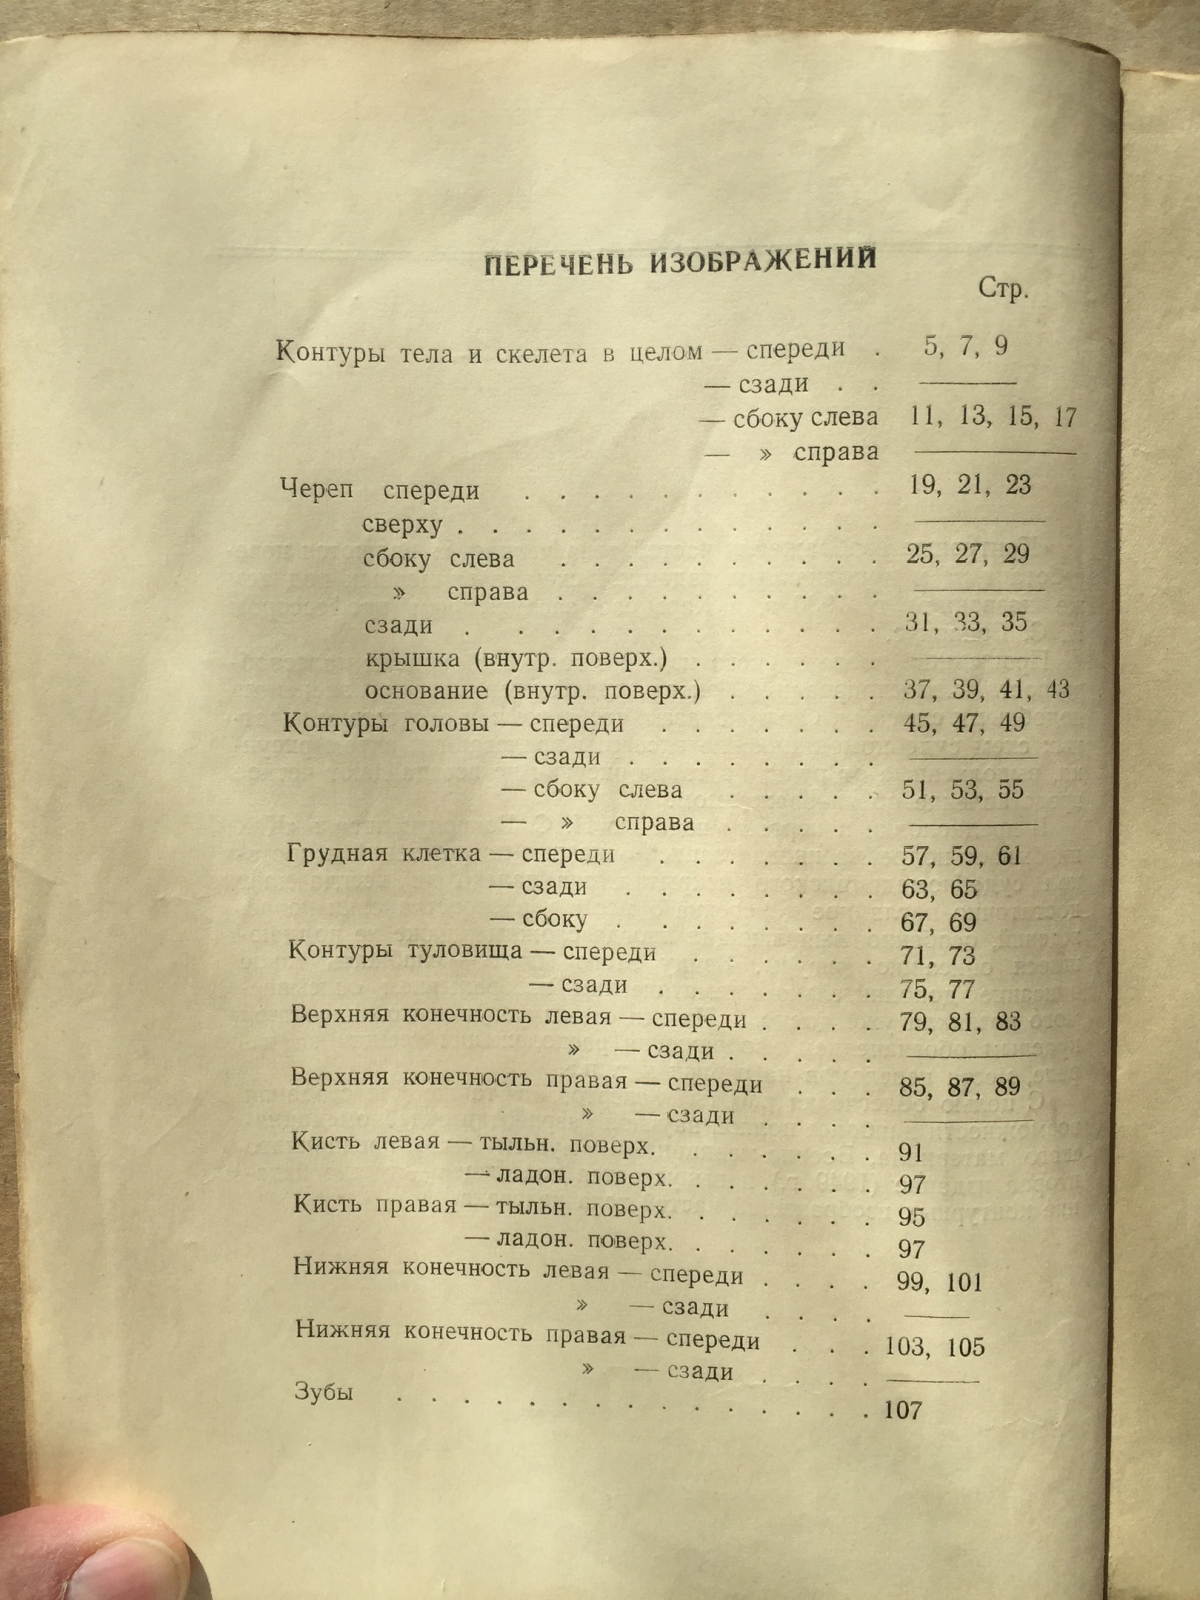 ПЕРЕЧЕНЬ ИЗОБРАЖЕНИЙ
Стр.
Контуры тела и скелета в целом — спереди . 5, 7, 9
— сзади . . ———
— сбоку слева 11, 13, 15, 17
— » справа ———
Череп спереди . . . . . . . . . . . 19, 21, 23
сверху . . . . . . . . . . . . . ———
сбоку слева . . . . . . . . . . 25, 27, 29
» справа . . . . . . . . . . ———
сзади . . . . . . . . . . . . 31, 33, 35
крышка (внутр. поверх.) . . . . . . ———
основание (внутр. поверх.) . . . . . 37, 39, 41, 43
Контуры головы — спереди . . . . . . . 45, 47, 49
— сзади . . . . . . . . ———
— сбоку слева . . . . . 51, 53, 55
— » справа . . . . . ———
Грудная клетка — спереди . . . . . . . 57, 59, 61
— сзади . . . . . . . . 63, 65
— сбоку . . . . . . . . 67, 69
Контуры туловища — спереди . . . . . . 71, 73
— сзади . . . . . . . 75, 77
Верхняя конечность левая — спереди . . . . 79, 81, 83
» — сзади . . . . . ———
Верхняя конечность правая — спереди . . . 85, 87, 89
» — сзади . . . . ———
Кисть левая — тыльн. поверх. . . . . . . 91
— ладон. поверх. . . . . . . 97
Кисть правая — тыльн. поверх. . . . . . . 95
— ладон. поверх. . . . . . . 97
Нижняя конечность левая — спереди . . . . 99, 101
» — сзади . . . . ———
Нижняя конечность правая — спереди . . . 103, 105
» — сзади . . . . ———
Зубы . . . . . . . . . . . . . . . 107